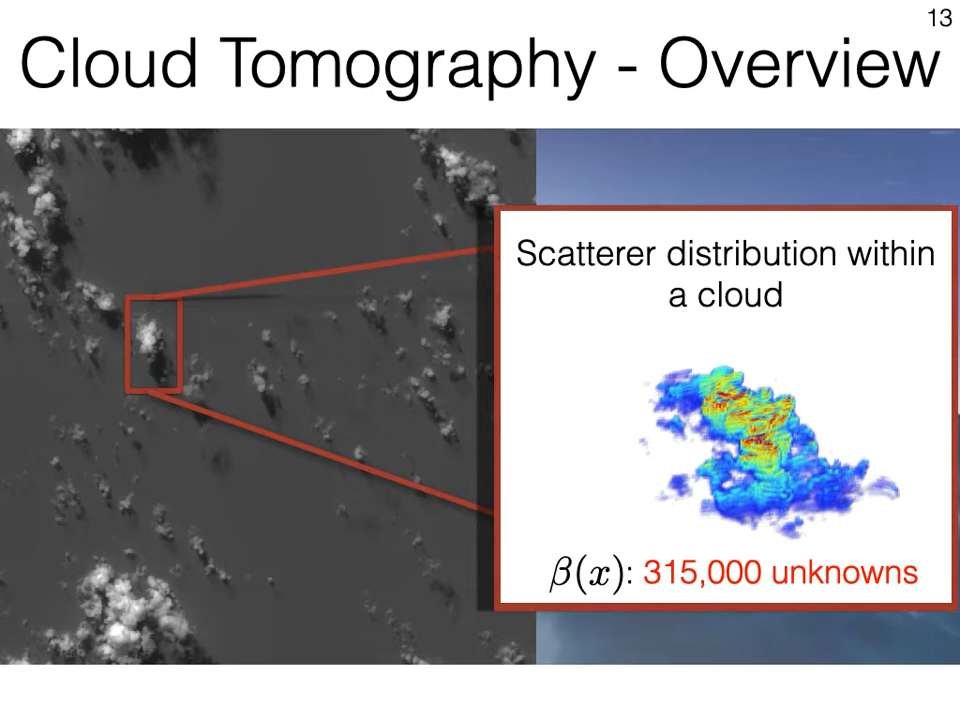 13
Cloud Tomography - Overview
Scatterer distribution within
a cloud
β(x): 315,000 unknowns